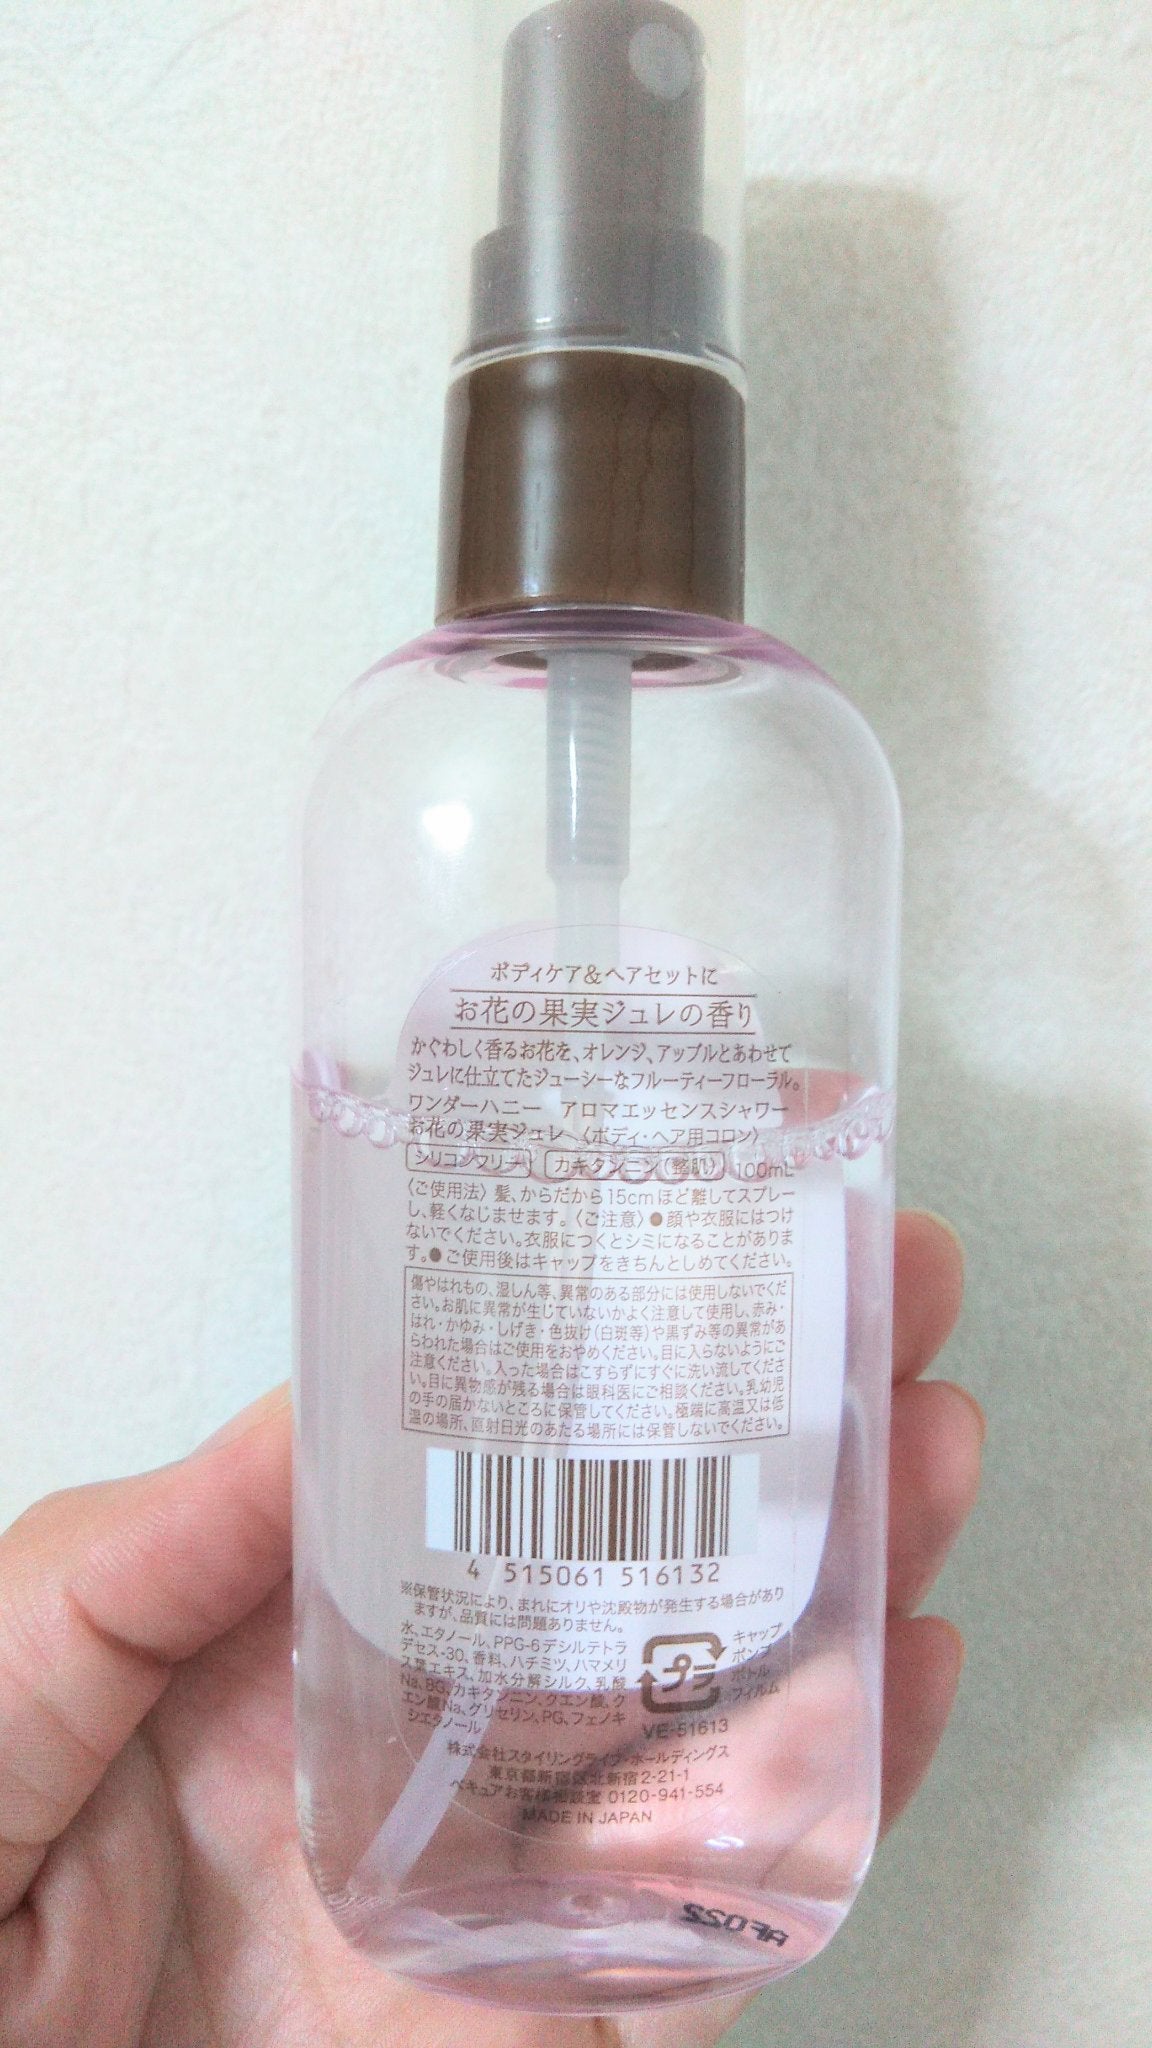 ボディケア&ヘアセットに
お花の果実ジュレの香り
かぐわしく香るお花を、オレンジ、アップルとあわせて
ジュレに仕立てたジューシーなフルーティーフローラル。
ワンダーハニー アロマエッセンスシャワー
お花の果実ジュレ 〈ボディ・ヘア用コロン〉
シリコンフリー カキタンニン(整肌) 100mL
〈ご使用法〉髪、からだから15cmほど離してスプレー
し、軽くなじませます。〈ご注意〉●顔や衣服にはつけ
ないでください。衣服につくとシミになることがありま
す。●ご使用後はキャップをきちんとしめてください。
傷やはれもの、湿しん等、異常のある部分には使用しないでくだ
さい。お肌に異常が生じていないかよく注意して使用し、赤み・
はれ・かゆみ・しげき・色抜け(白斑等)や黒ずみ等の異常があ
らわれた場合はご使用をおやめください。目に入らないようにご
注意ください。入った場合はこすらずにすぐに洗い流してくださ
い。目に異物感が残る場合は眼科医にご相談ください。乳幼児
の手の届かないところに保管してください。極端に高温又は低
温の場所、直射日光のあたる場所には保管しないでください。
4 515061 516132
※保管状況により、まれにオリや沈殿物が発生する場合があり
ますが、品質には問題ありません。
水、エタノール、PPG-6デシルテトラ
デセス-30、香料、ハチミツ、ハマメリ
ス葉エキス、加水分解シルク、乳酸
Na、BG、カキタンニン、クエン酸、ク
エン酸Na、グリセリン、PG、フェノキ
シエタノール
プラ
キャップ
ポンプ
ボトル
フィルム
VE-51613
株式会社スタイリングライフ・ホールディングス
東京都新宿区北新宿2-21-1
ベキュアお客様相談室 0120-941-554
MADE IN JAPAN
AF022